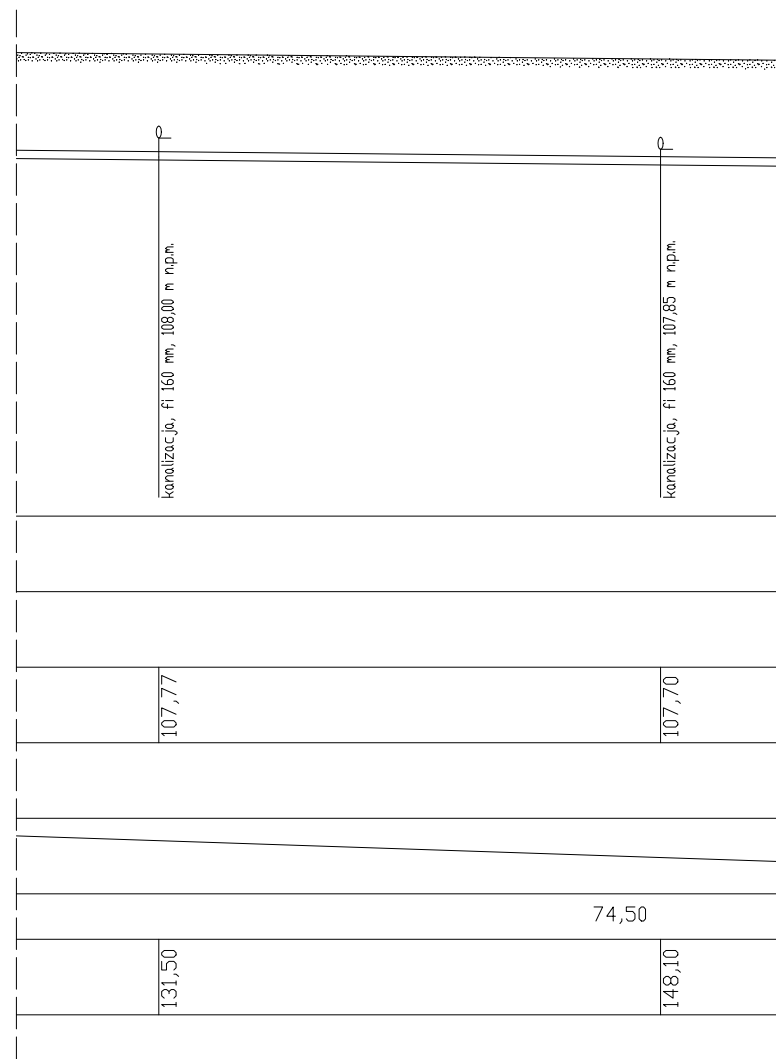 kanalizacja, fi 160 mm, 108,00 m n.p.m.
kanalizacja, fi 160 mm, 107,85 m n.p.m.
107,77
107,70
74,50
131,50
148,10